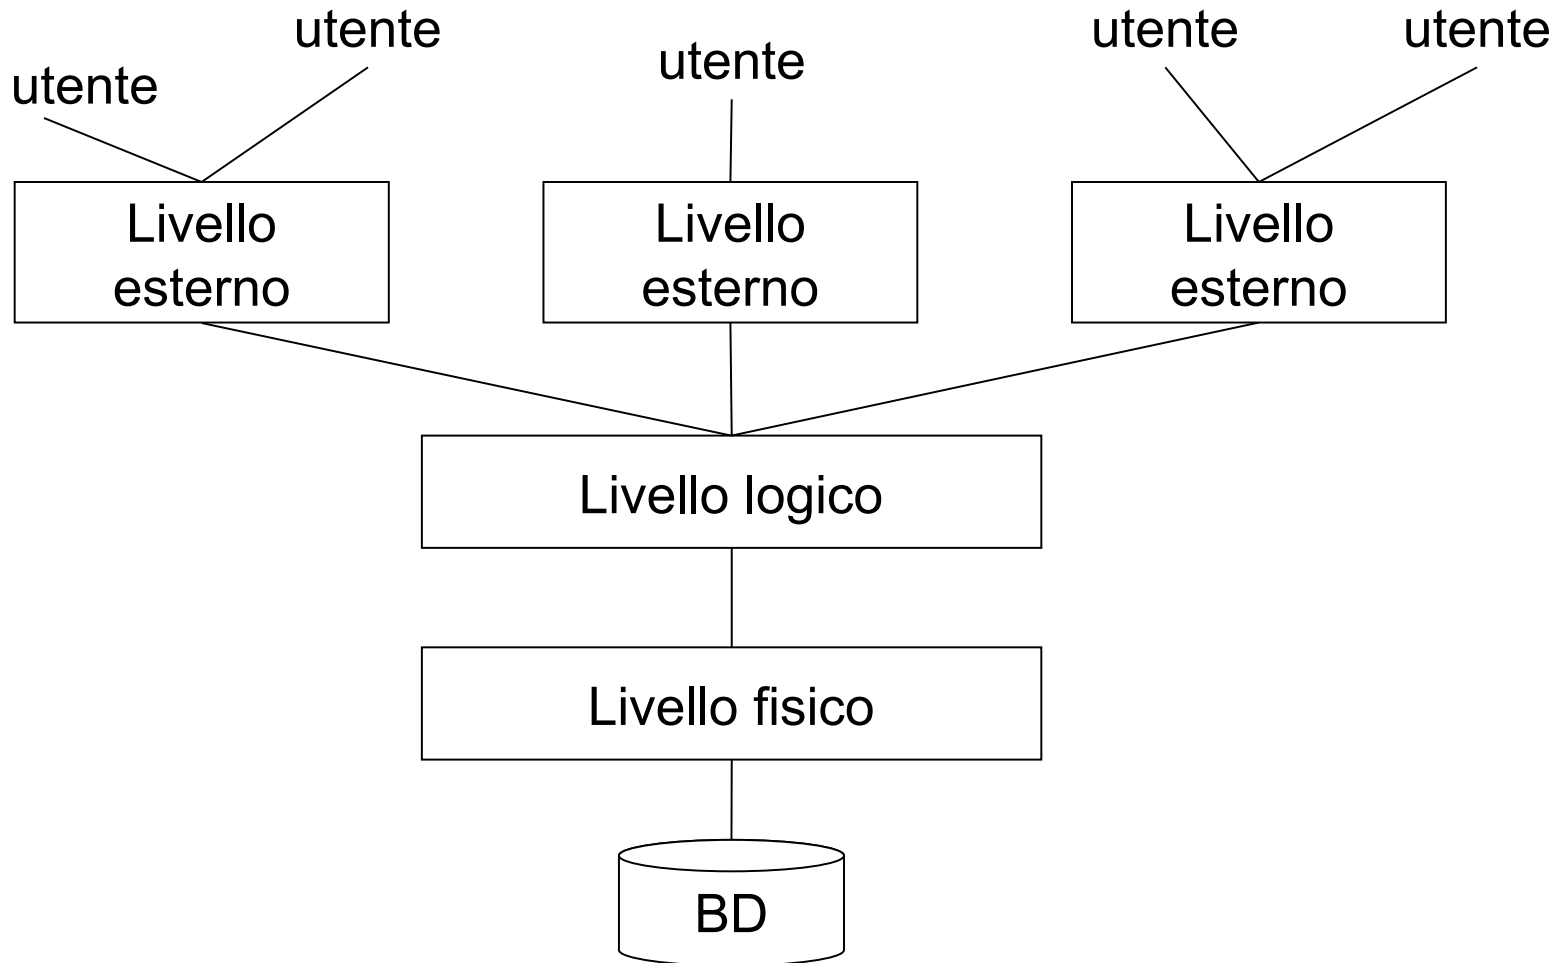 utente
utente
utente
utente
utente
Livello
esterno
Livello
esterno
Livello
esterno
Livello logico
Livello fisico
BD